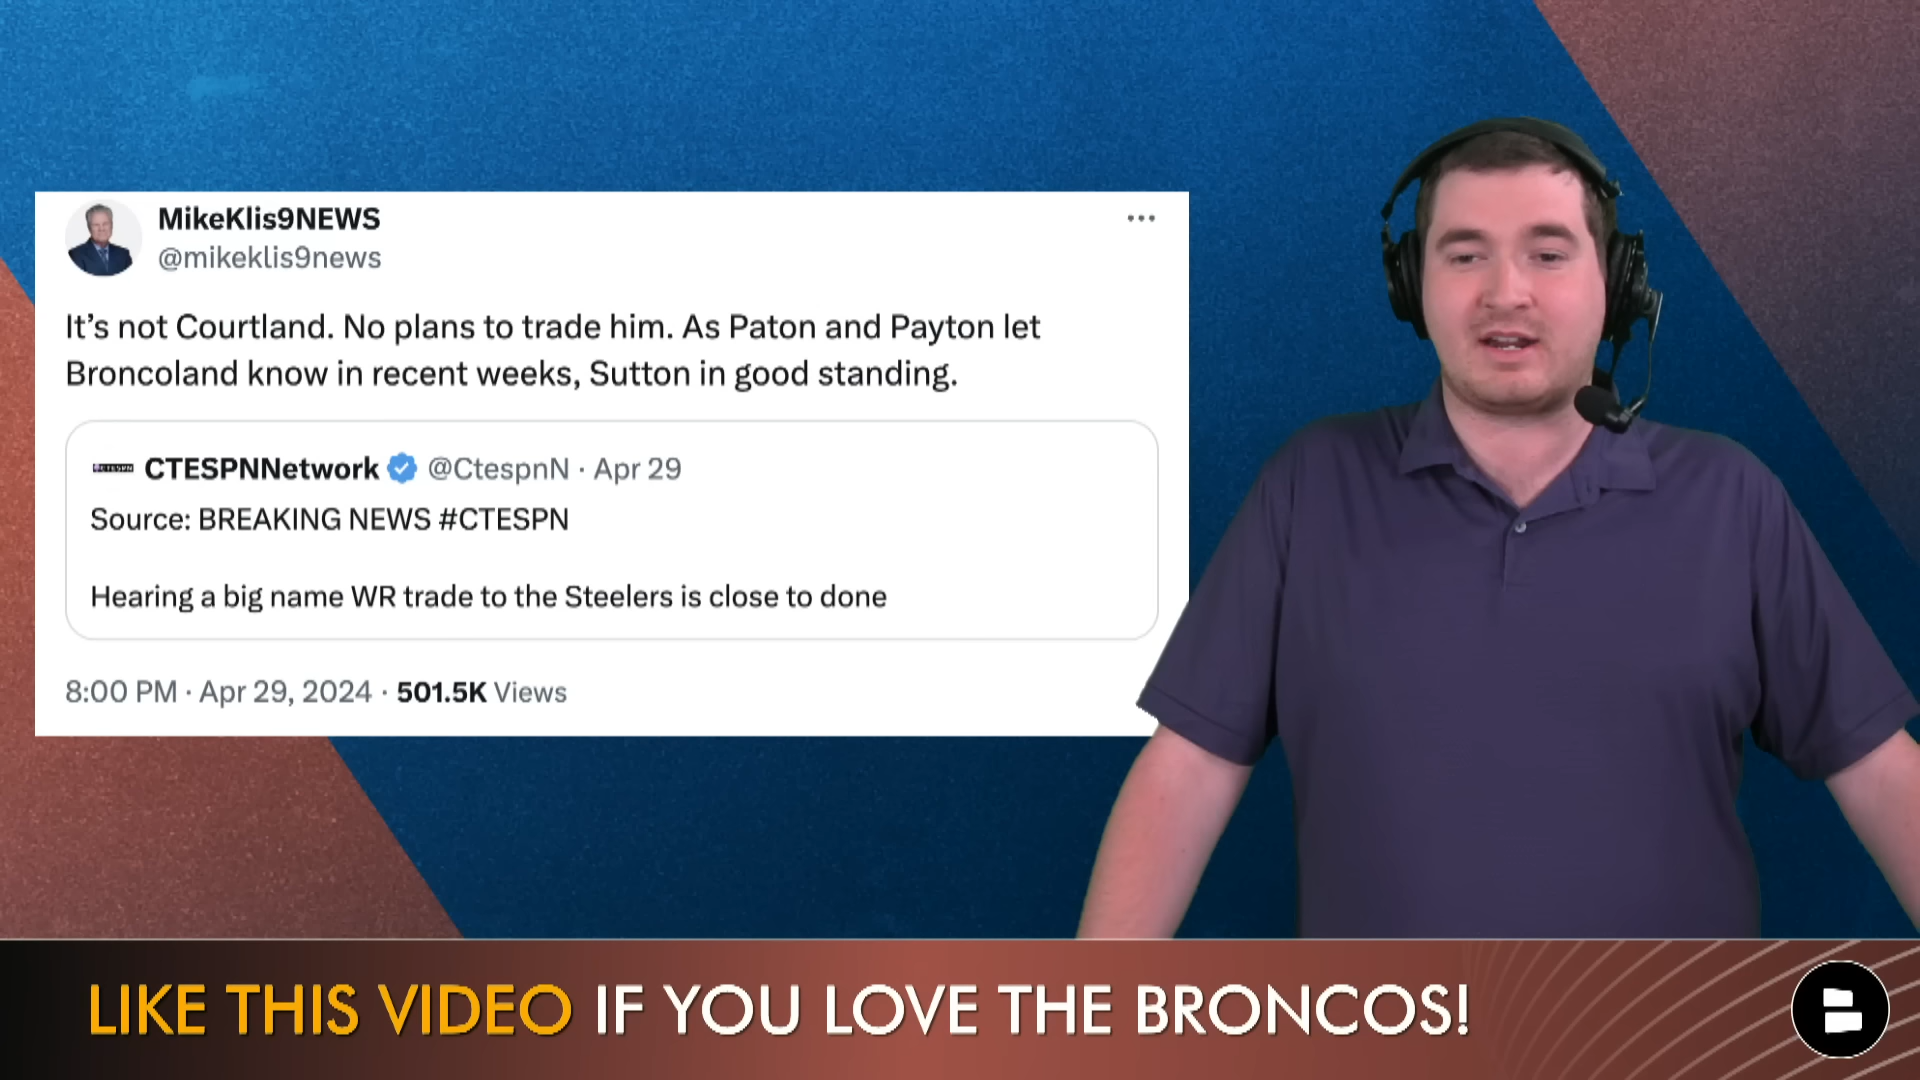 MikeKlis9NEWS
@mikeklis9news
It’s not Courtland. No plans to trade him. As Paton and Payton let
Broncoland know in recent weeks, Sutton in good standing.
CTESPN CTESPNNetwork @CtespnN · Apr 29
Source: BREAKING NEWS #CTESPN
Hearing a big name WR trade to the Steelers is close to done
8:00 PM · Apr 29, 2024 · 501.5K Views
LIKE THIS VIDEO IF YOU LOVE THE BRONCOS!